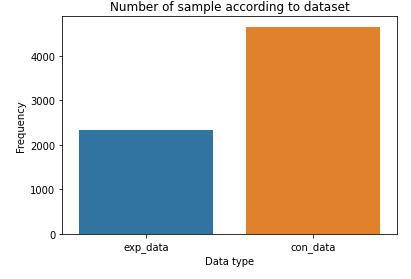 Number of sample according to dataset
4000
3000
2000
1000
0
Frequency
exp_data con_data
Data type